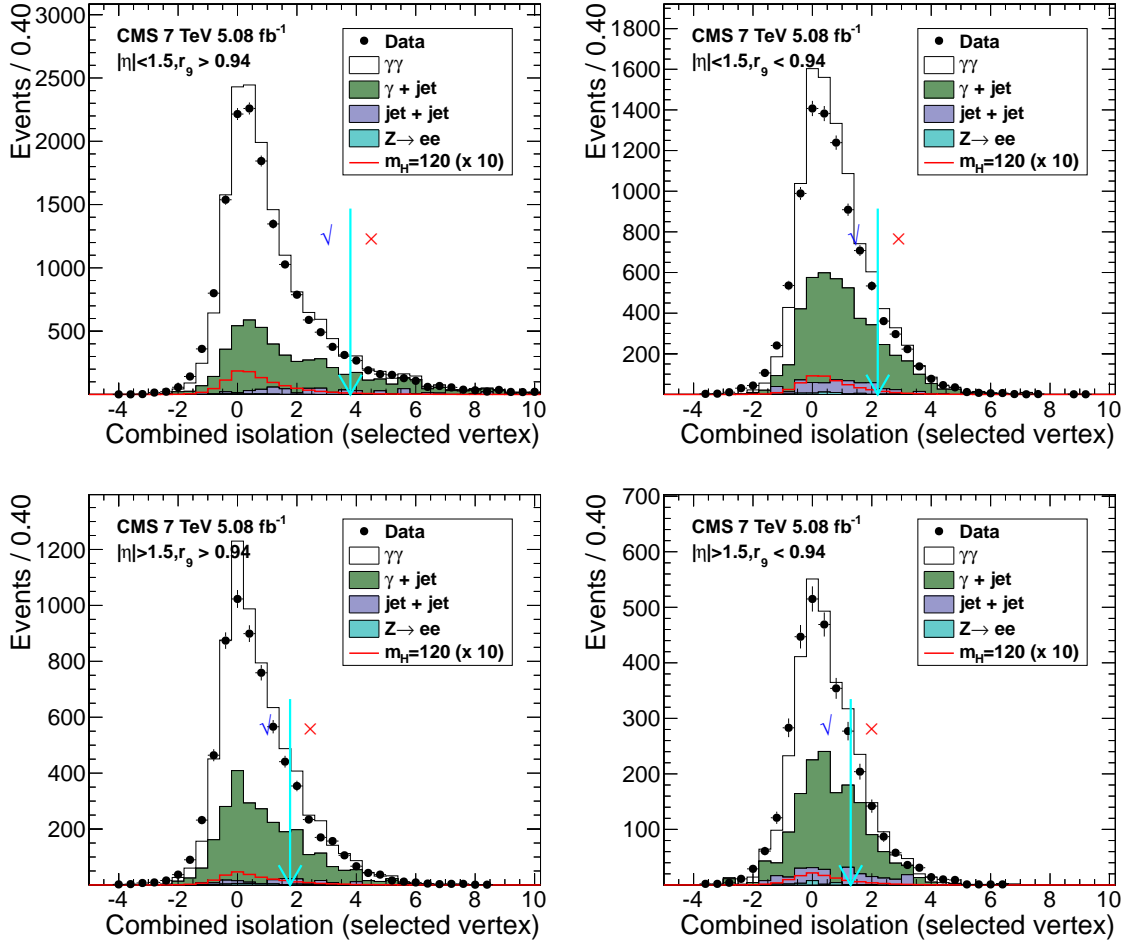 CMS 7 TeV 5.08 fb⁻¹
|η|<1.5,r₉ > 0.94
Data
γγ
γ + jet
jet + jet
Z→ ee
m_H=120 (x 10)
Events / 0.40
3000
2500
2000
1500
1000
500
√ ×
-4 -2 0 2 4 6 8 10
Combined isolation (selected vertex)
CMS 7 TeV 5.08 fb⁻¹
|η|<1.5,r₉ < 0.94
Data
γγ
γ + jet
jet + jet
Z→ ee
m_H=120 (x 10)
Events / 0.40
1800
1600
1400
1200
1000
800
600
400
200
√ ×
-4 -2 0 2 4 6 8 10
Combined isolation (selected vertex)
CMS 7 TeV 5.08 fb⁻¹
|η|>1.5,r₉ > 0.94
Data
γγ
γ + jet
jet + jet
Z→ ee
m_H=120 (x 10)
Events / 0.40
1200
1000
800
600
400
200
√ ×
-4 -2 0 2 4 6 8 10
Combined isolation (selected vertex)
CMS 7 TeV 5.08 fb⁻¹
|η|>1.5,r₉ < 0.94
Data
γγ
γ + jet
jet + jet
Z→ ee
m_H=120 (x 10)
Events / 0.40
700
600
500
400
300
200
100
0
√ ×
-4 -2 0 2 4 6 8 10
Combined isolation (selected vertex)